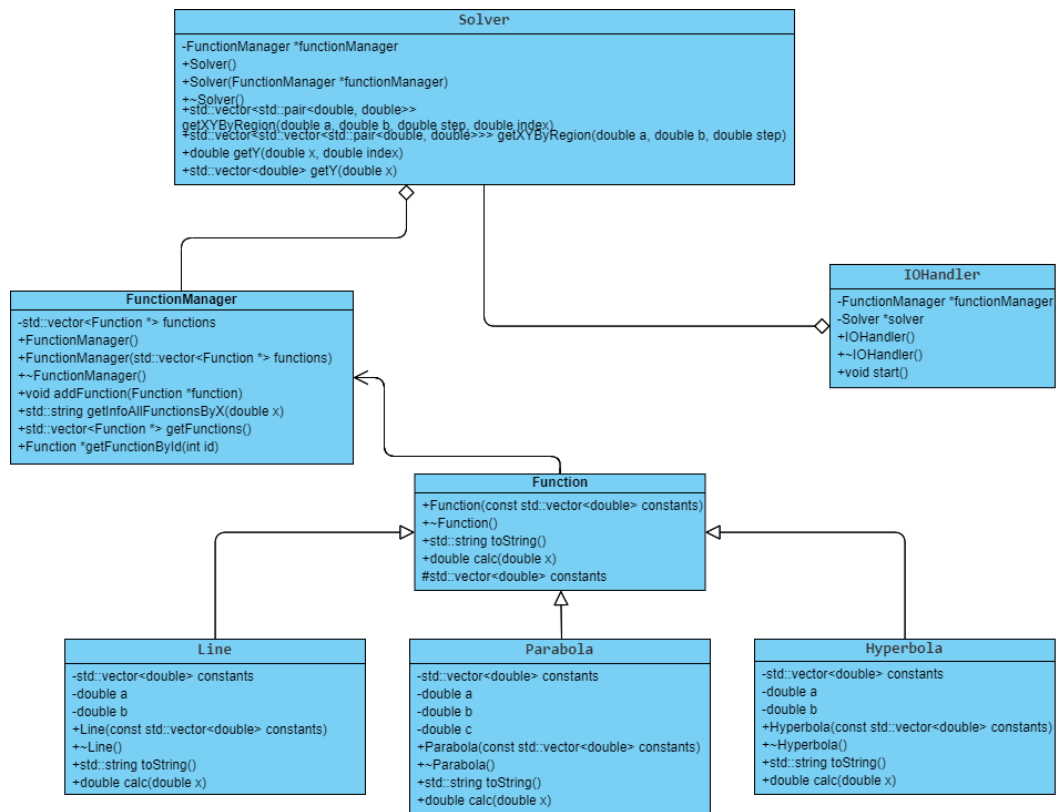 Solver
-FunctionManager *functionManager
+Solver()
+Solver(FunctionManager *functionManager)
+~Solver()
+std::vector<std::pair<double, double>>
getXYByRegion(double a, double b, double step, double index)
+std::vector<std::vector<std::pair<double, double>>> getXYByRegion(double a, double b, double step)
+double getY(double x, double index)
+std::vector<double> getY(double x)
FunctionManager
-std::vector<Function *> functions
+FunctionManager()
+FunctionManager(std::vector<Function *> functions)
+~FunctionManager()
+void addFunction(Function *function)
+std::string getInfoAllFunctionsByX(double x)
+std::vector<Function *> getFunctions()
+Function *getFunctionById(int id)
IOHandler
-FunctionManager *functionManager
-Solver *solver
+IOHandler()
+~IOHandler()
+void start()
Function
+Function(const std::vector<double> constants)
+~Function()
+std::string toString()
+double calc(double x)
#std::vector<double> constants
Line
-std::vector<double> constants
-double a
-double b
+Line(const std::vector<double> constants)
+~Line()
+std::string toString()
+double calc(double x)
Parabola
-std::vector<double> constants
-double a
-double b
-double c
+Parabola(const std::vector<double> constants)
+~Parabola()
+std::string toString()
+double calc(double x)
Hyperbola
-std::vector<double> constants
-double a
-double b
+Hyperbola(const std::vector<double> constants)
+~Hyperbola()
+std::string toString()
+double calc(double x)